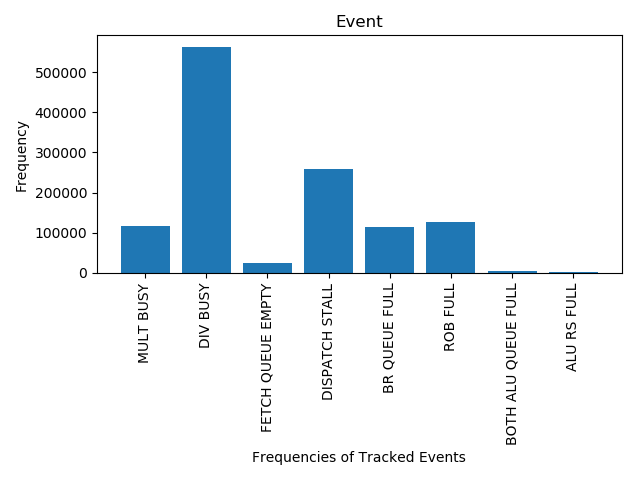 Event
Frequency
500000
400000
300000
200000
100000
0
MULT BUSY
DIV BUSY
FETCH QUEUE EMPTY
DISPATCH STALL
BR QUEUE FULL
ROB FULL
BOTH ALU QUEUE FULL
ALU RS FULL
Frequencies of Tracked Events